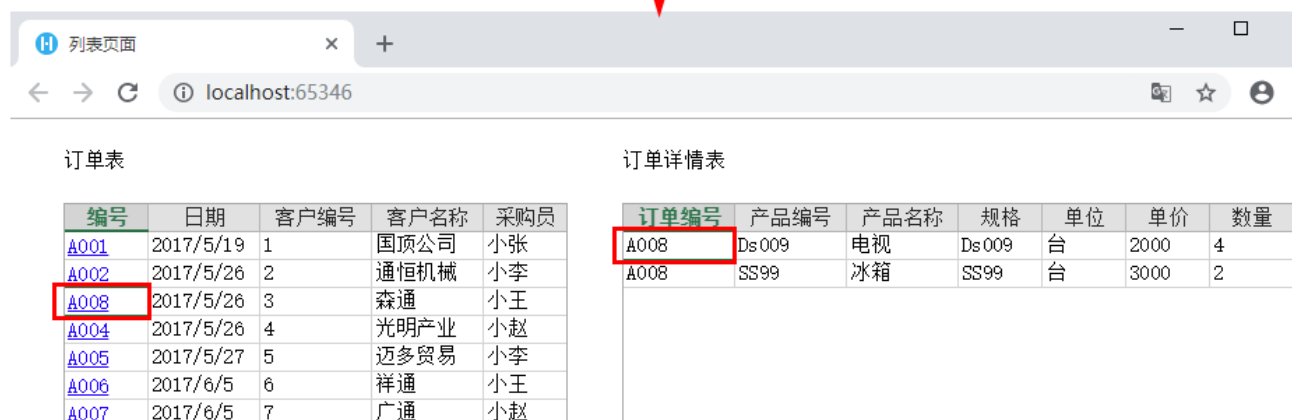 列表页面
localhost:65346
订单表
编号 日期 客户编号 客户名称 采购员
A001 2017/5/19 1 国顶公司 小张
A002 2017/5/26 2 通恒机械 小李
A008 2017/5/26 3 森通 小王
A004 2017/5/26 4 光明产业 小赵
A005 2017/5/27 5 迈多贸易 小李
A006 2017/6/5 6 祥通 小王
A007 2017/6/5 7 广通 小赵
订单详情表
订单编号 产品编号 产品名称 规格 单位 单价 数量
A008 Ds009 电视 Ds009 台 2000 4
A008 SS99 冰箱 SS99 台 3000 2